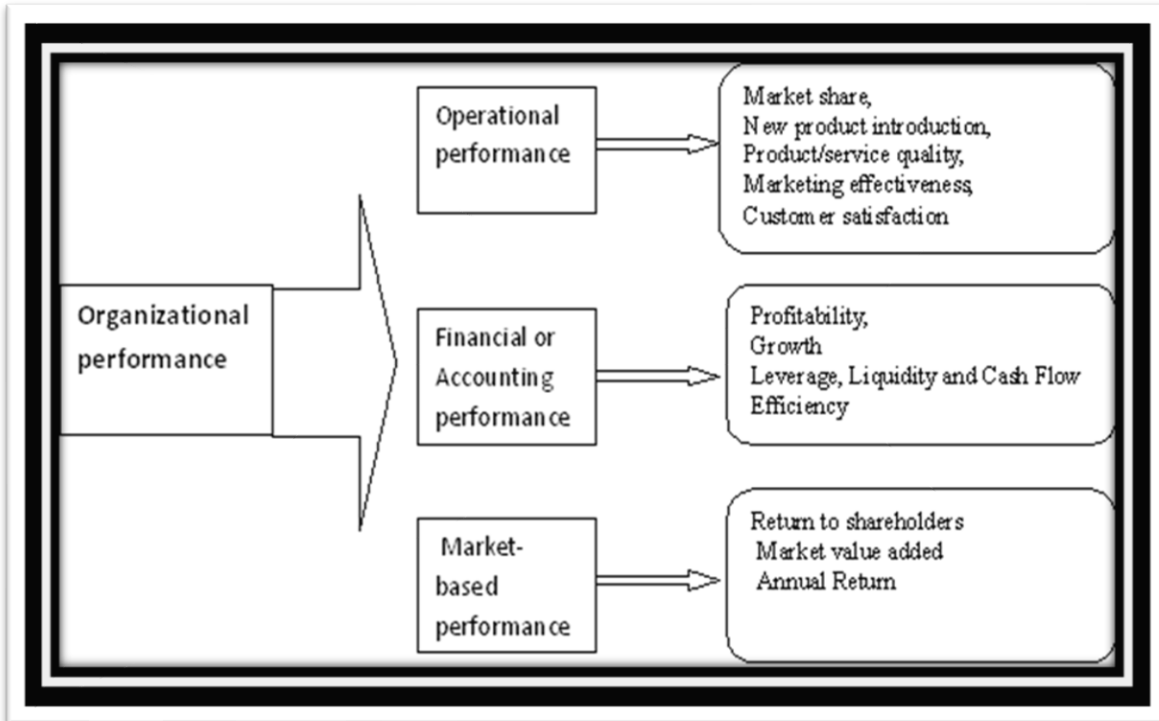 Organizational
performance
Operational
performance
Market share,
New product introduction,
Product/service quality,
Marketing effectiveness,
Customer satisfaction
Financial or
Accounting
performance
Profitability,
Growth
Leverage, Liquidity and Cash Flow
Efficiency
Market-
based
performance
Return to shareholders
Market value added
Annual Return